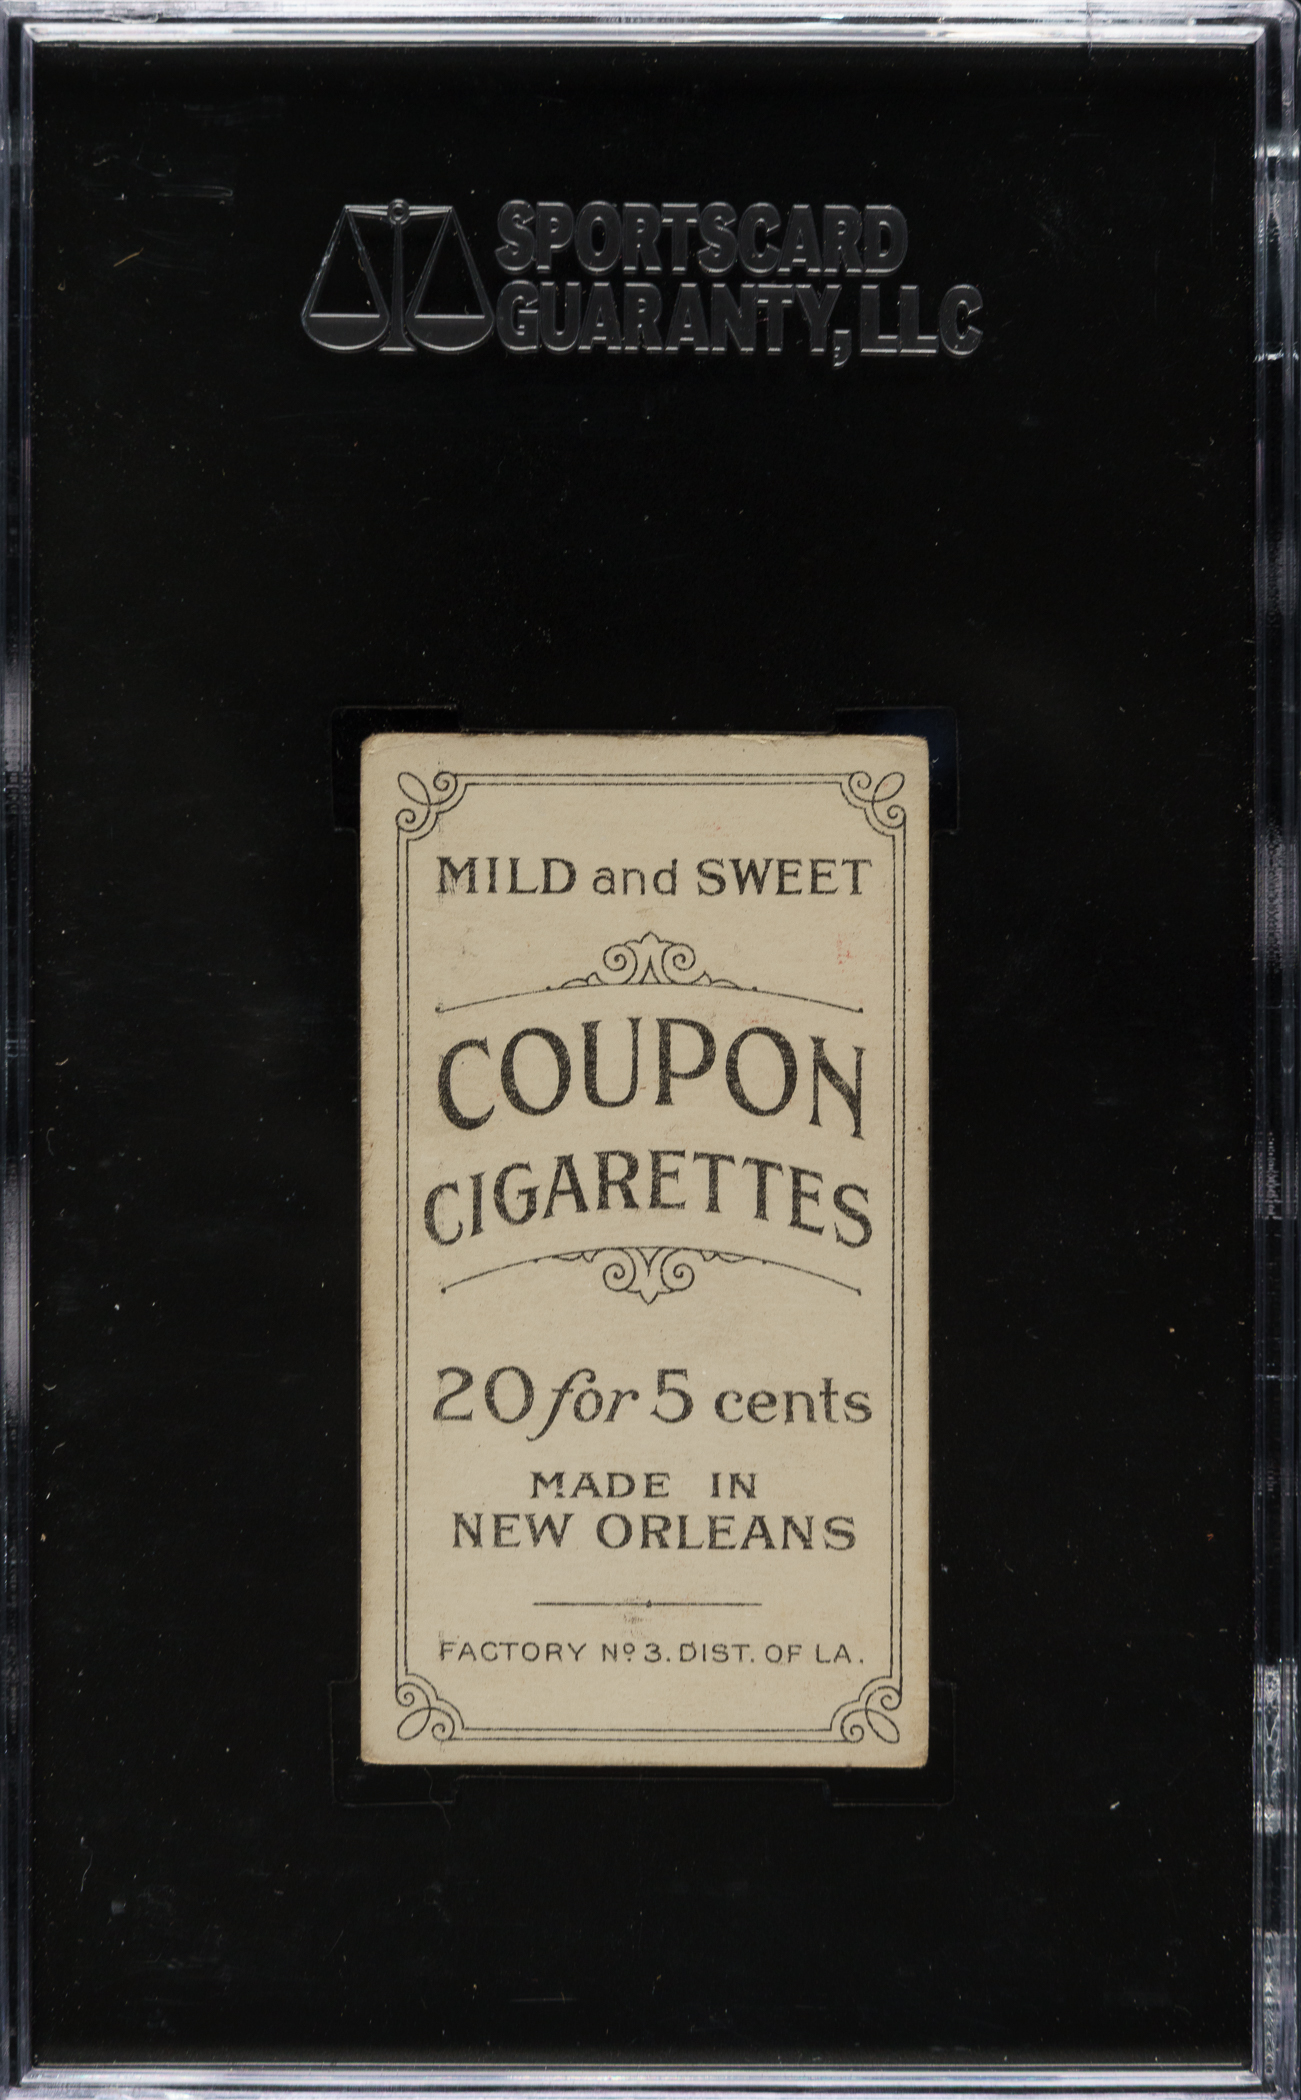 SPORTSCARD
GUARANTY, LLC
MILD and SWEET
COUPON
CIGARETTES
20 for 5 cents
MADE IN
NEW ORLEANS
FACTORY Nº 3. DIST. OF LA.